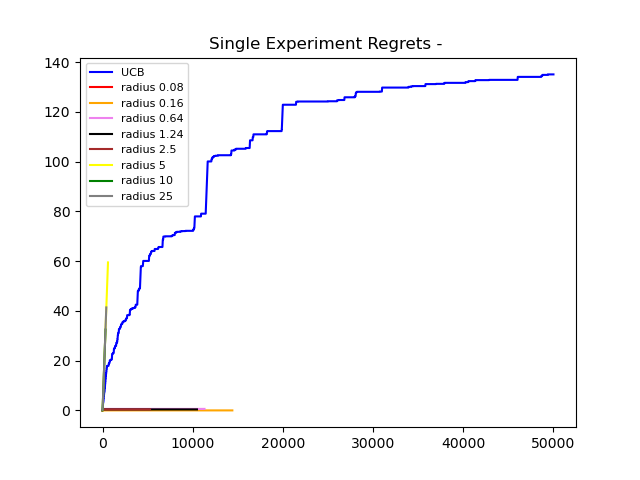 Single Experiment Regrets -
140
120
100
80
60
40
20
0
UCB
radius 0.08
radius 0.16
radius 0.64
radius 1.24
radius 2.5
radius 5
radius 10
radius 25
0 10000 20000 30000 40000 50000